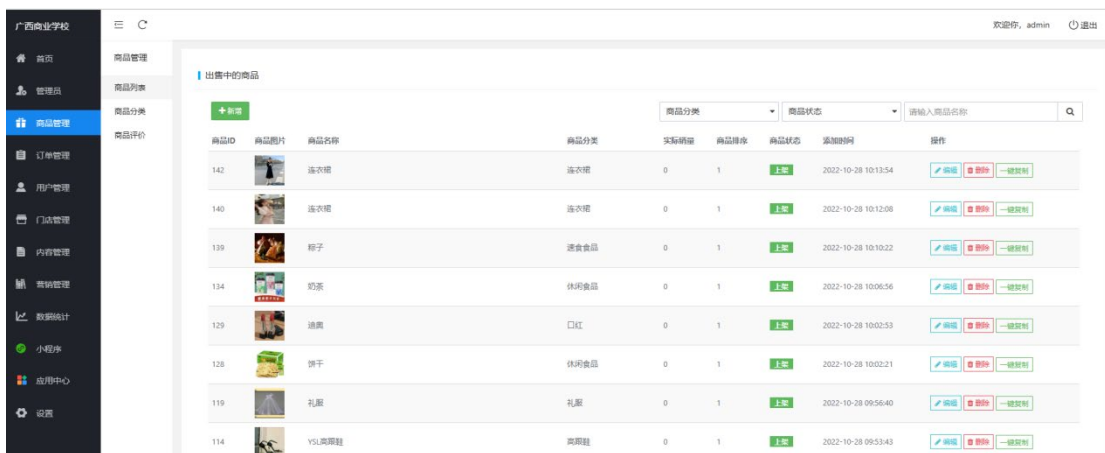 广西商业学校
欢迎你，admin 退出
首页
管理员
商品管理
订单管理
用户管理
门店管理
内容管理
营销管理
数据统计
小程序
应用中心
设置
商品管理
商品列表
商品分类
商品评价
出售中的商品
新增 商品分类 商品状态 请输入商品名称
商品ID 商品图片 商品名称 商品分类 实际销量 商品排序 商品状态 添加时间 操作
142 连衣裙 连衣裙 0 1 上架 2022-10-28 10:13:54 编辑 删除 一键复制
140 连衣裙 连衣裙 0 1 上架 2022-10-28 10:12:08 编辑 删除 一键复制
139 粽子 速食食品 0 1 上架 2022-10-28 10:10:22 编辑 删除 一键复制
134 奶茶 休闲食品 0 1 上架 2022-10-28 10:06:56 编辑 删除 一键复制
129 迪奥 口红 0 1 上架 2022-10-28 10:02:53 编辑 删除 一键复制
128 饼干 休闲食品 0 1 上架 2022-10-28 10:02:21 编辑 删除 一键复制
119 礼服 礼服 0 1 上架 2022-10-28 09:56:40 编辑 删除 一键复制
114 YSL高跟鞋 高跟鞋 0 1 上架 2022-10-28 09:53:43 编辑 删除 一键复制